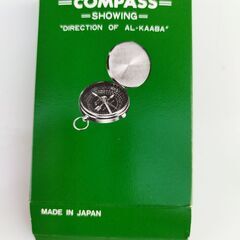 COMPASS
-SHOWING-
"DIRECTION OF AL-KAABA"
MADE IN JAPAN